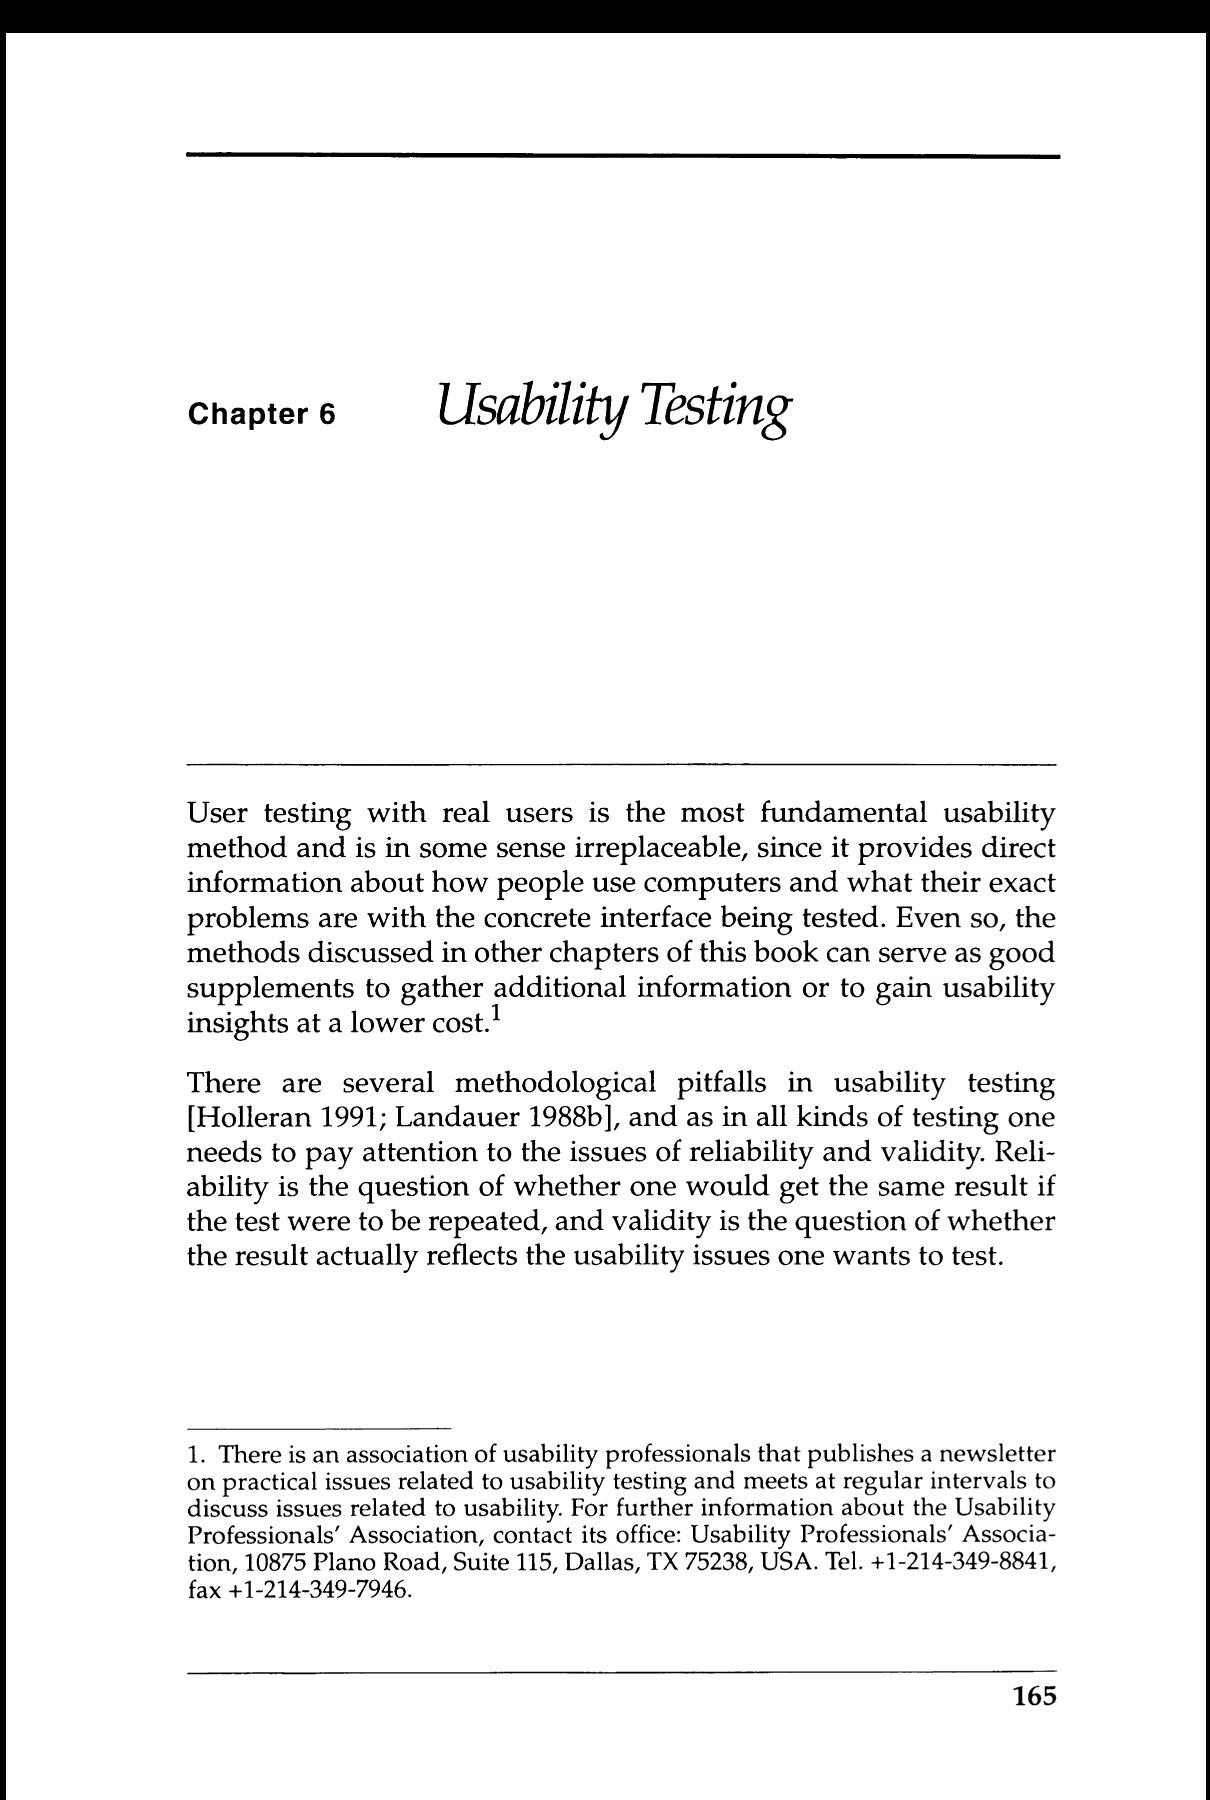 Chapter 6 Usability Testing
User testing with real users is the most fundamental usability
method and is in some sense irreplaceable, since it provides direct
information about how people use computers and what their exact
problems are with the concrete interface being tested. Even so, the
methods discussed in other chapters of this book can serve as good
supplements to gather additional information or to gain usability
insights at a lower cost.1
There are several methodological pitfalls in usability testing
[Holleran 1991; Landauer 1988b], and as in all kinds of testing one
needs to pay attention to the issues of reliability and validity. Reli-
ability is the question of whether one would get the same result if
the test were to be repeated, and validity is the question of whether
the result actually reflects the usability issues one wants to test.
1. There is an association of usability professionals that publishes a newsletter
on practical issues related to usability testing and meets at regular intervals to
discuss issues related to usability. For further information about the Usability
Professionals' Association, contact its office: Usability Professionals' Associa-
tion, 10875 Plano Road, Suite 115, Dallas, TX 75238, USA. Tel. +1-214-349-8841,
fax +1-214-349-7946.
165